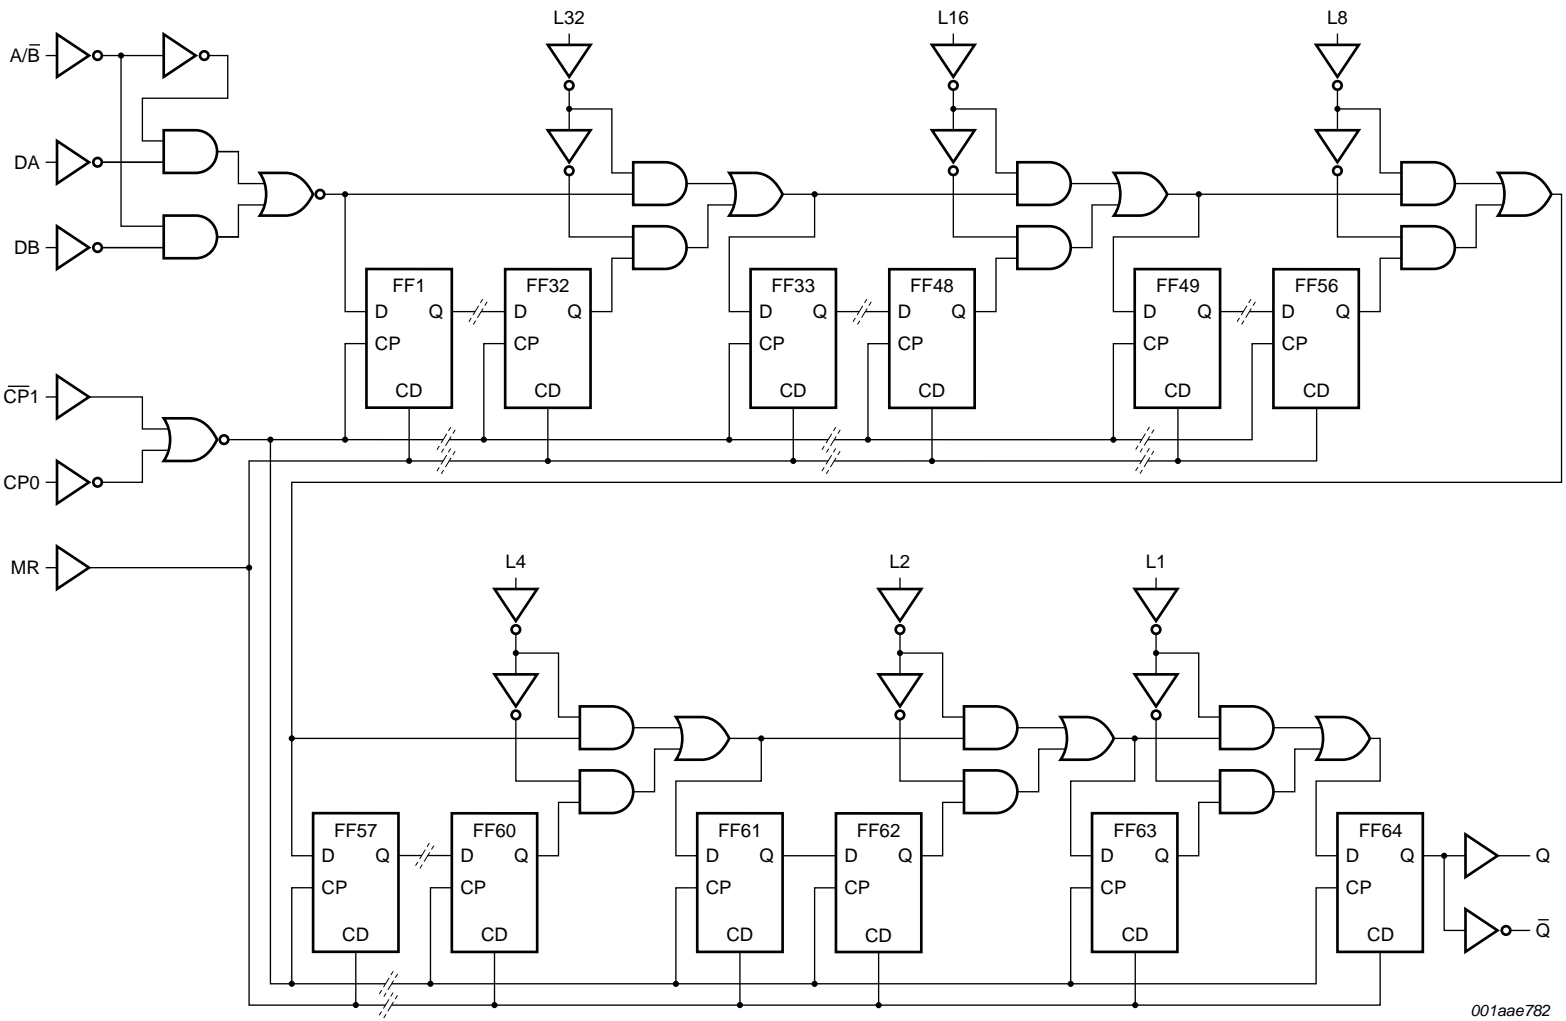 L32 L16 L8
A/B̅
DA
DB
FF1 FF32 FF33 FF48 FF49 FF56
D Q D Q D Q D Q D Q D Q
CP CP CP CP CP CP
CD CD CD CD CD CD
C̅P̅1
CP0
MR
L4 L2 L1
FF57 FF60 FF61 FF62 FF63 FF64
D Q D Q D Q D Q D Q D Q Q
CP CP CP CP CP CP
CD CD CD CD CD CD Q̅
001aae782